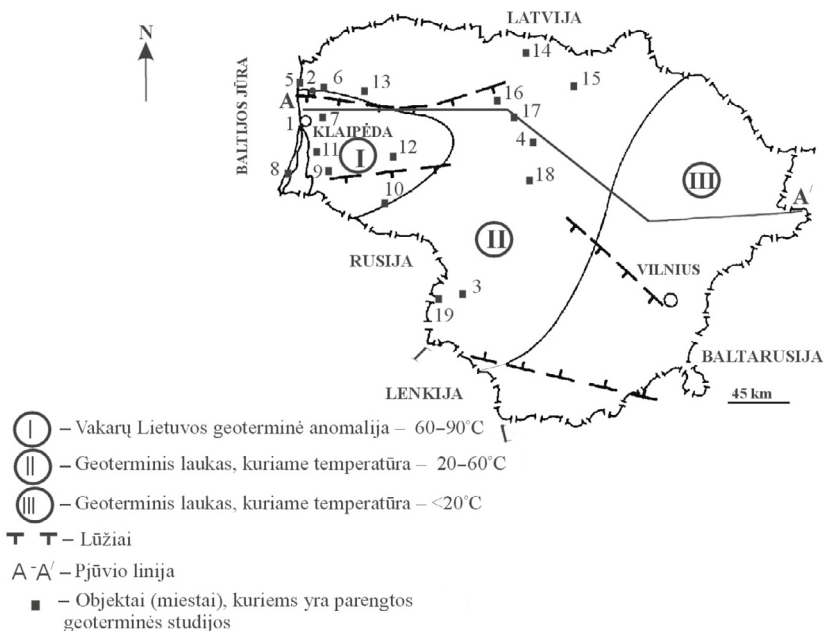 LATVIJA
N
14
BALTIJOS JŪRA
5 2 6 13
15
A
16
17
1
7
KLAIPĖDA
4
11
I
12
8
9
18
III
A/
10
II
RUSIJA
VILNIUS
3
19
BALTARUSIJA
LENKIJA
45 km
I – Vakarų Lietuvos geoterminė anomalija – 60–90°C
II – Geoterminis laukas, kuriame temperatūra – 20–60°C
III – Geoterminis laukas, kuriame temperatūra – <20°C
– Lūžiai
A-A/ – Pjūvio linija
– Objektai (miestai), kuriems yra parengtos
geoterminės studijos